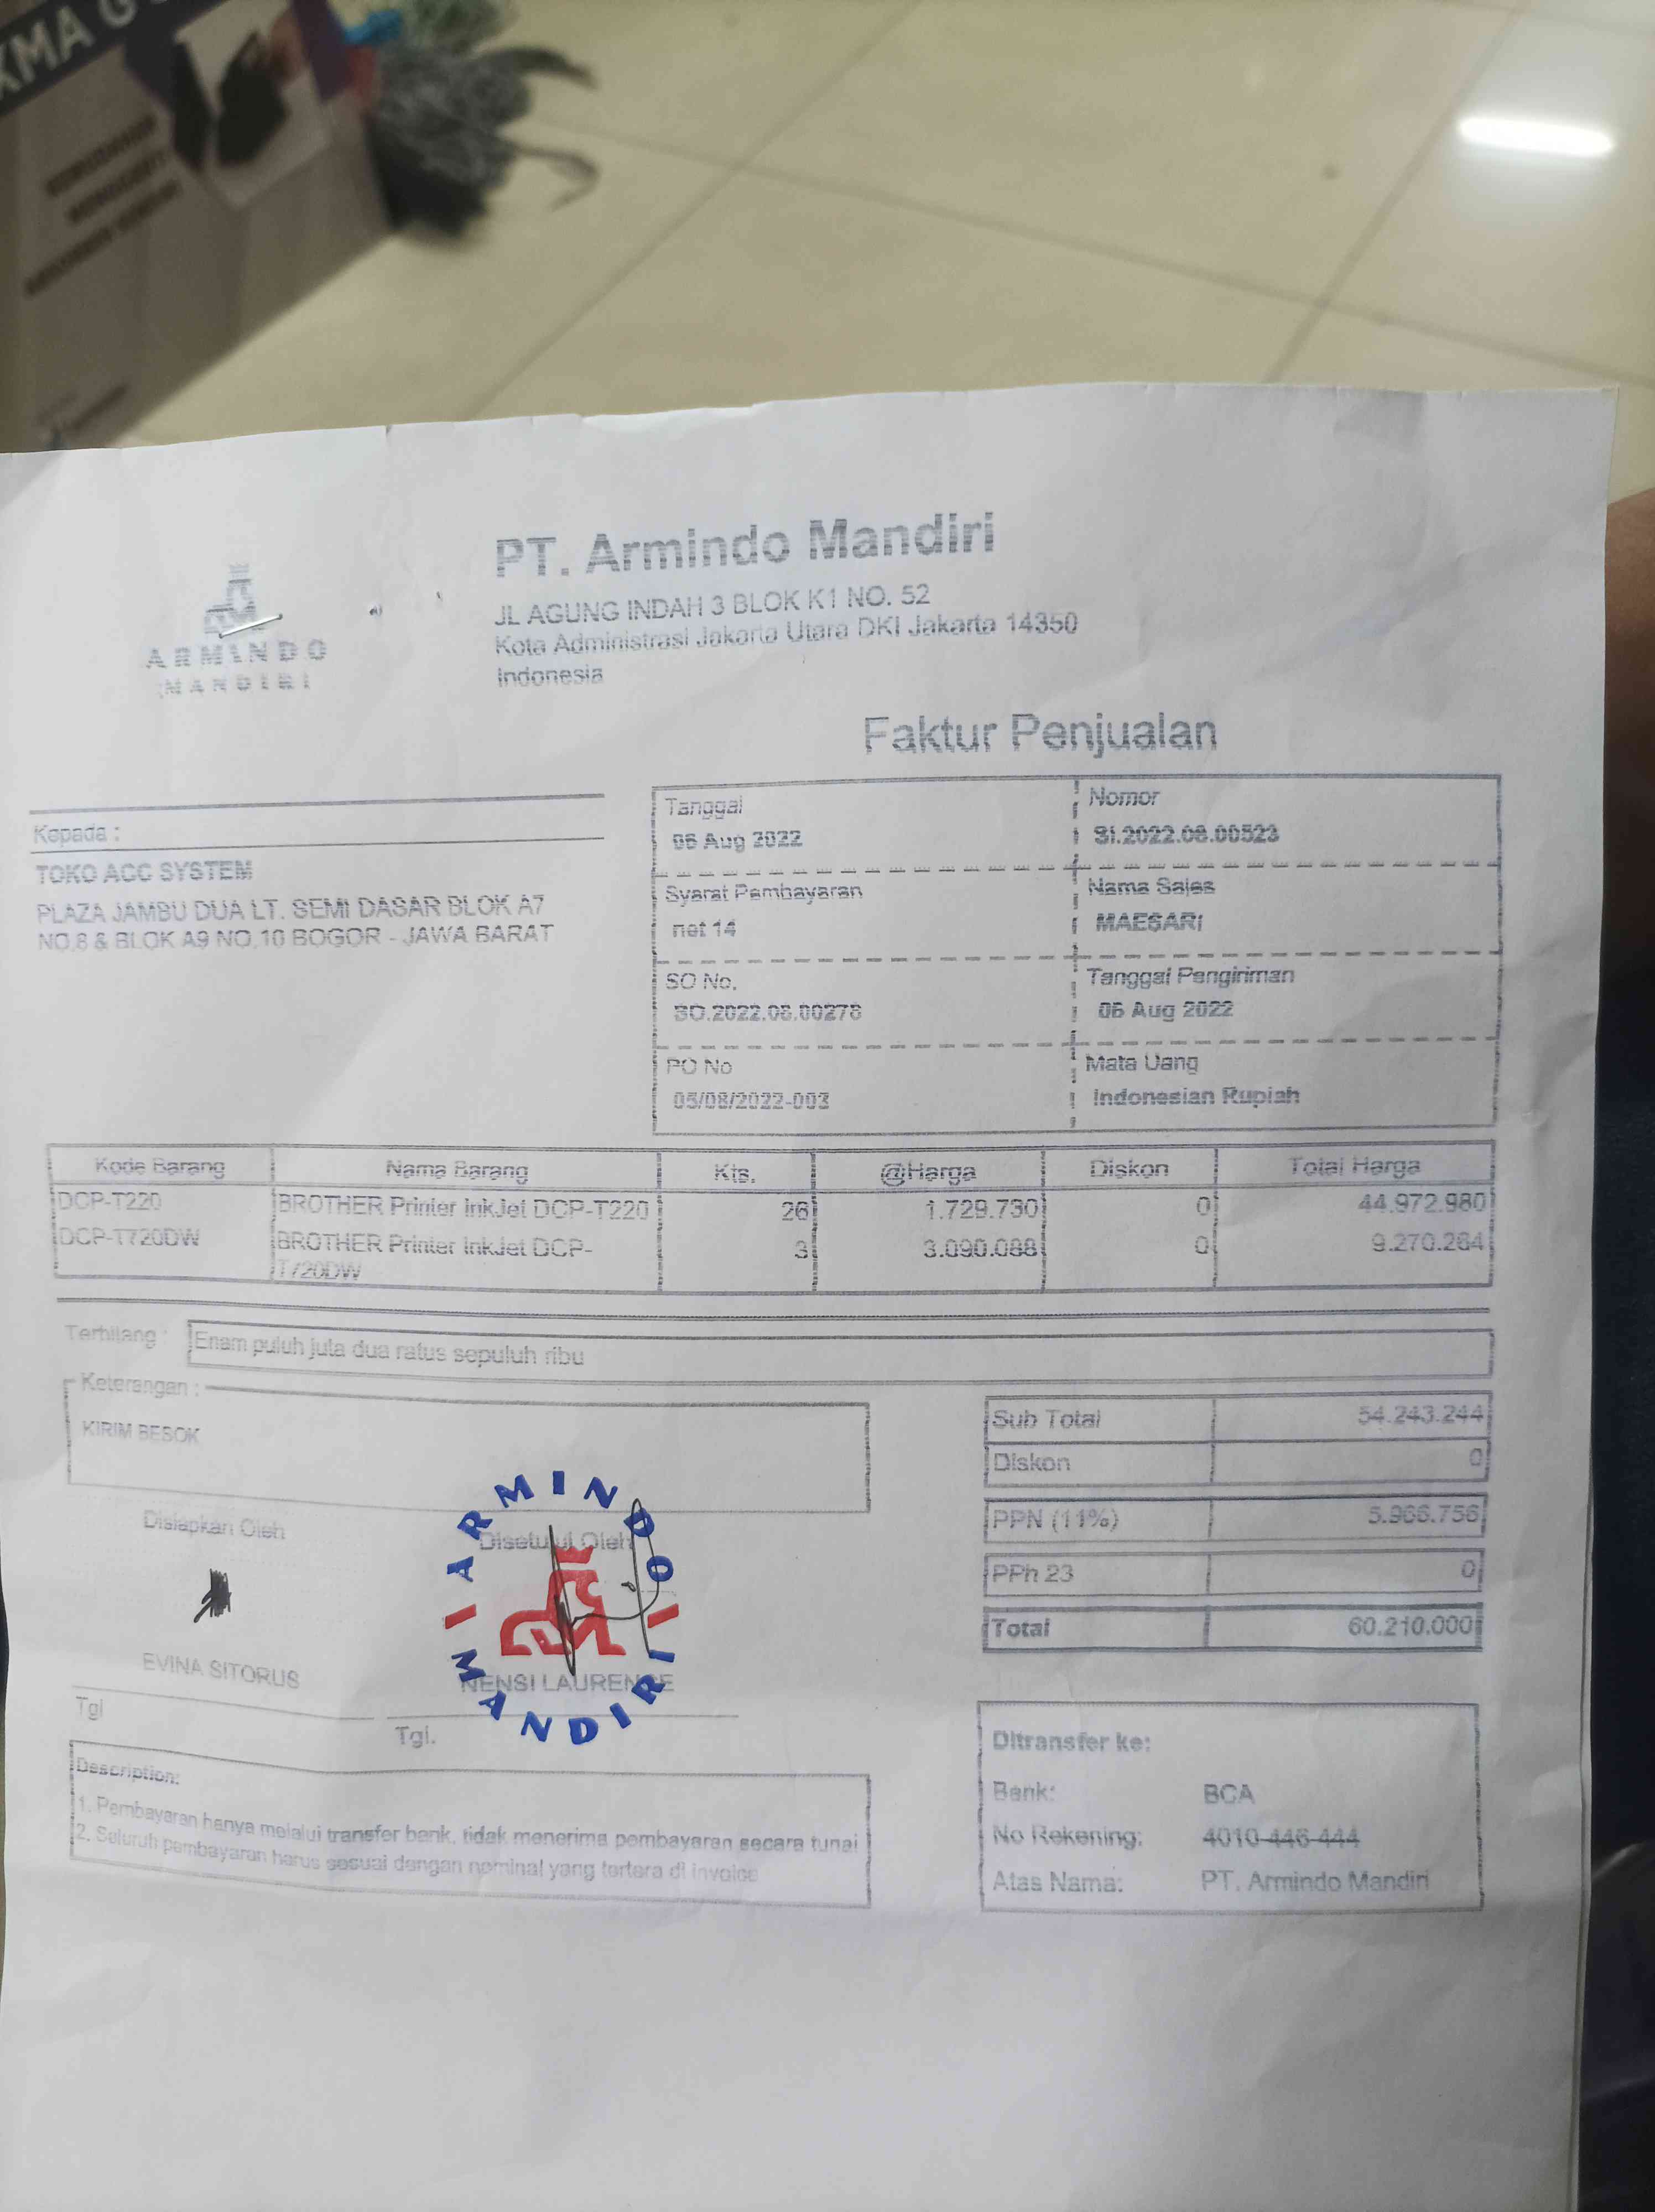 XMA G
ARMINDO
MANDIRI
PT. Armindo Mandiri
JL AGUNG INDAH 3 BLOK K1 NO. 52
Kota Administrasi Jakarta Utara DKI Jakarta 14350
Indonesia
Faktur Penjualan
Kepada :
TOKO ACC SYSTEM
PLAZA JAMBU DUA LT. SEMI DASAR BLOK A7
NO.8 & BLOK A9 NO.10 BOGOR - JAWA BARAT
Tanggal Nomor
06 Aug 2022 SI.2022.08.00523
Syarat Pembayaran Nama Sales
net 14 MAESARI
SO No. Tanggal Pengiriman
SO.2022.08.00278 06 Aug 2022
PO No Mata Uang
05/08/2022-003 Indonesian Rupiah
Kode Barang Nama Barang Kts. @Harga Diskon Total Harga
DCP-T220 BROTHER Printer InkJet DCP-T220 26 1.729.730 0 44.972.980
DCP-T720DW BROTHER Printer InkJet DCP- 3 3.090.088 0 9.270.264
T720DW
Terbilang : Enam puluh juta dua ratus sepuluh ribu
Keterangan :
KIRIM BESOK
Sub Total 54.243.244
Diskon 0
PPN (11%) 5.966.756
PPh 23 0
Total 60.210.000
Disiapkan Oleh Disetujui Oleh
ARMINDO
MANDIRI
EVINA SITORUS NENSI LAURENCE
Tgl Tgl.
Description:
1. Pembayaran hanya melalui transfer bank, tidak menerima pembayaran secara tunai
2. Seluruh pembayaran harus sesuai dengan nominal yang tertera di invoice
Ditransfer ke:
Bank: BCA
No Rekening: 4010-446-444
Atas Nama: PT. Armindo Mandiri